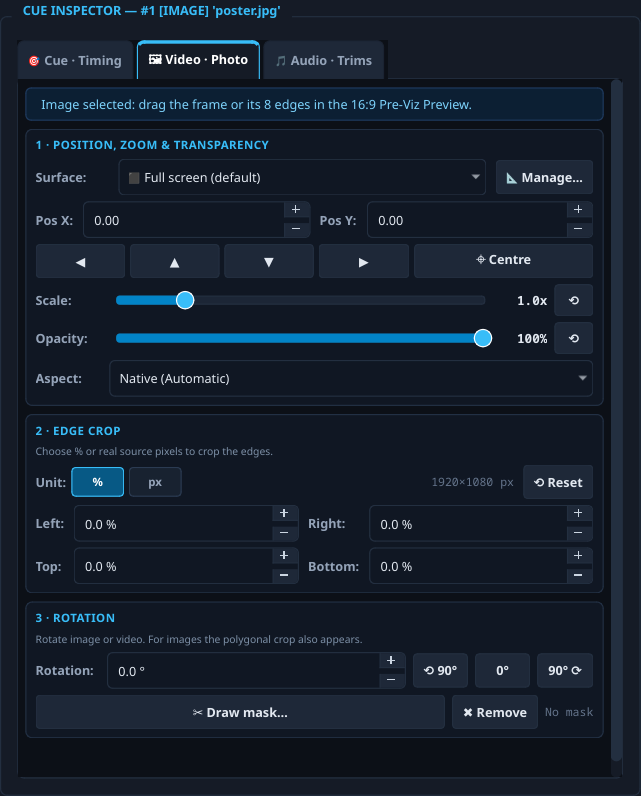 CUE INSPECTOR — #1 [IMAGE] 'poster.jpg'
Cue · Timing
Video · Photo
Audio · Trims
Image selected: drag the frame or its 8 edges in the 16:9 Pre-Viz Preview.
1 · POSITION, ZOOM & TRANSPARENCY
Surface: Full screen (default) Manage...
Pos X: 0.00 + − Pos Y: 0.00 + −
◀ ▲ ▼ ▶ ⌖ Centre
Scale: 1.0x ⟲
Opacity: 100% ⟲
Aspect: Native (Automatic)
2 · EDGE CROP
Choose % or real source pixels to crop the edges.
Unit: % px 1920×1080 px ⟲ Reset
Left: 0.0 % + − Right: 0.0 % + −
Top: 0.0 % + − Bottom: 0.0 % + −
3 · ROTATION
Rotate image or video. For images the polygonal crop also appears.
Rotation: 0.0 ° + − ⟲ 90° 0° 90° ⟳
✂ Draw mask... ✖ Remove No mask